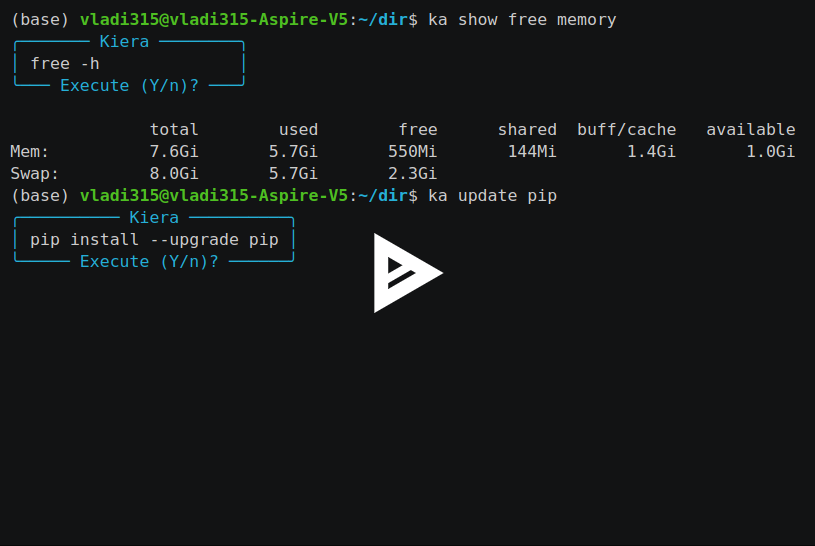 (base) vladi315@vladi315-Aspire-V5:~/dir$ ka show free memory
Kiera
free -h
Execute (Y/n)?
total used free shared buff/cache available
Mem: 7.6Gi 5.7Gi 550Mi 144Mi 1.4Gi 1.0Gi
Swap: 8.0Gi 5.7Gi 2.3Gi
(base) vladi315@vladi315-Aspire-V5:~/dir$ ka update pip
Kiera
pip install --upgrade pip
Execute (Y/n)?